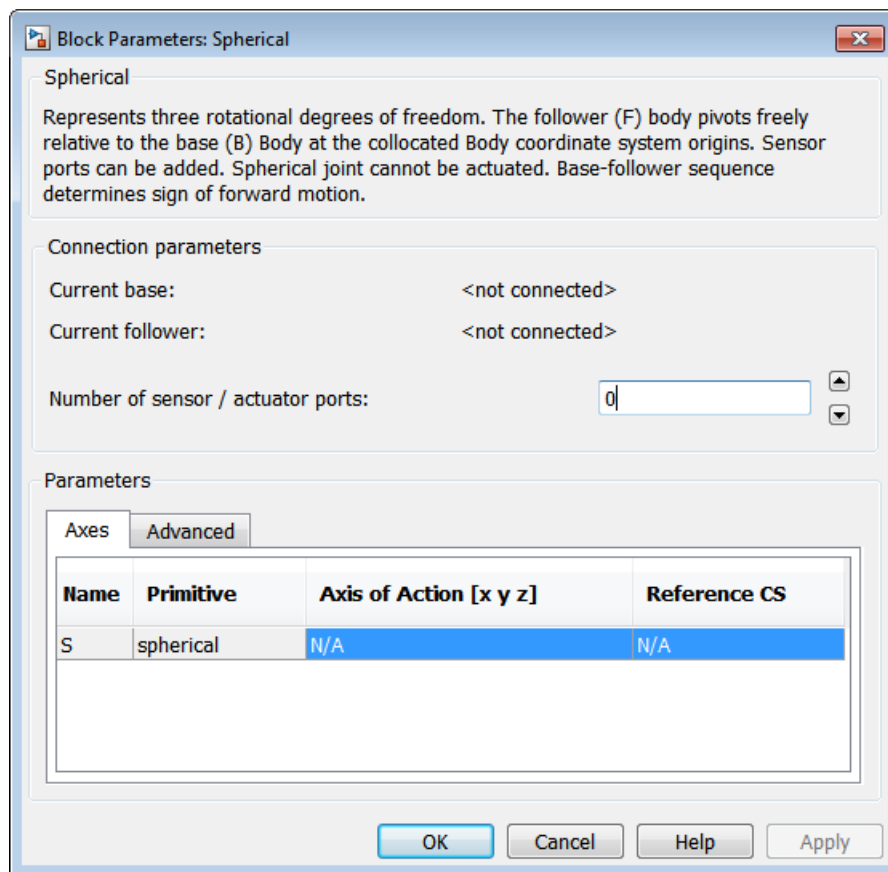 Block Parameters: Spherical
Spherical
Represents three rotational degrees of freedom. The follower (F) body pivots freely
relative to the base (B) Body at the collocated Body coordinate system origins. Sensor
ports can be added. Spherical joint cannot be actuated. Base-follower sequence
determines sign of forward motion.
Connection parameters
Current base: <not connected>
Current follower: <not connected>
Number of sensor / actuator ports: 0
Parameters
Axes Advanced
Name Primitive Axis of Action [x y z] Reference CS
S spherical N/A N/A
OK Cancel Help Apply